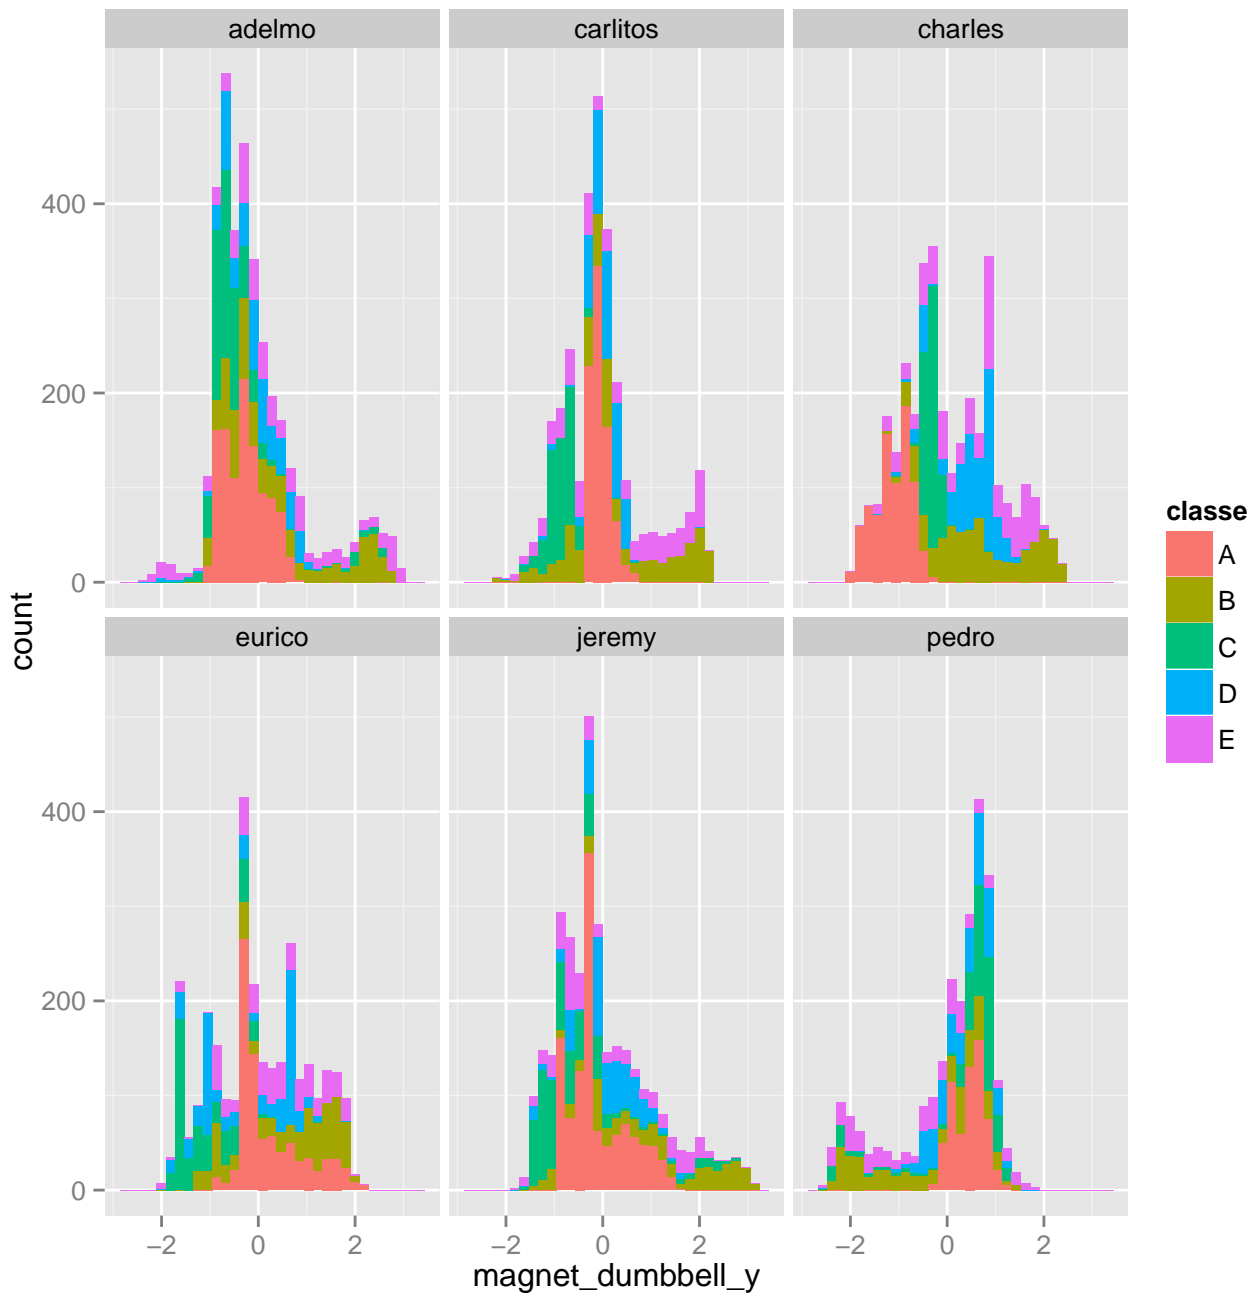 adelmo carlitos charles
400
200
0
eurico jeremy pedro
400
200
0
−2 0 2 −2 0 2 −2 0 2
magnet_dumbbell_y
count
classe
A
B
C
D
E